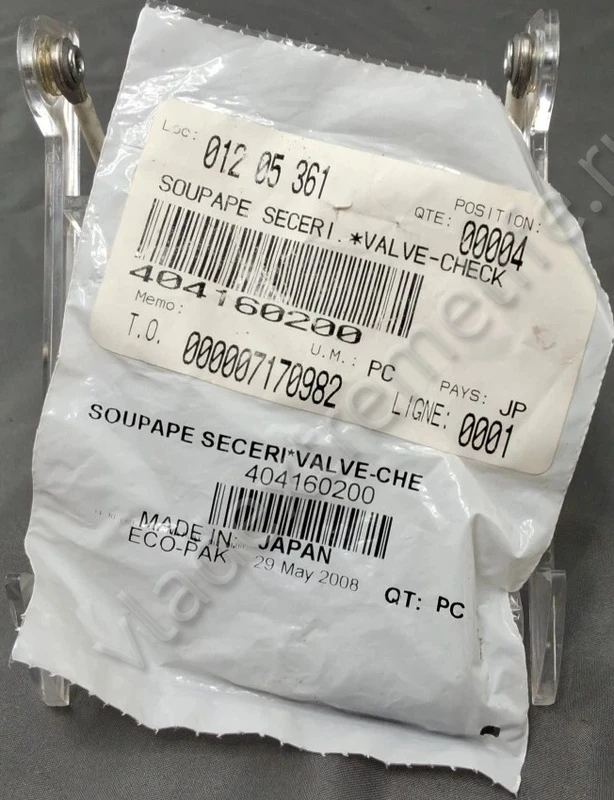 Loc: 012 05 361
POSITION:
QTE: 00004
SOUPAPE SECERI.*VALVE-CHECK
404160200
Memo:
U.M.: PC
PAYS: JP
T.O. 000007170982
LIGNE: 0001
SOUPAPE SECERI*VALVE-CHE
404160200
MADE IN: JAPAN
ECO-PAK 29 May 2008
QT: PC